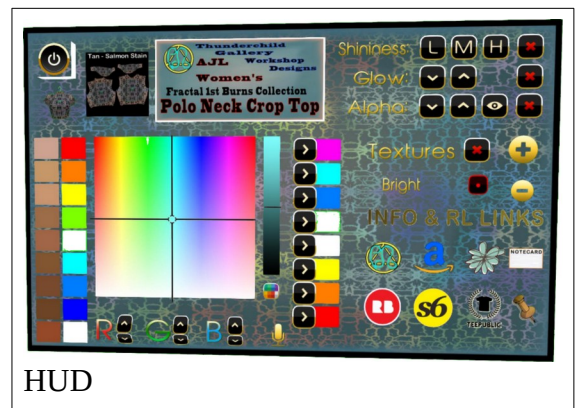 Tan - Salmon Stain
Thunderchild
Gallery
AJL Workshop
Designs
Women's
Fractal 1st Burns Collection
Polo Neck Crop Top
Shininess: L M H
Glow:
Alpha:
Textures
Bright
INFO & RL LINKS
a
NOTECARD
RB
s6
TEEPUBLIC
R G B
HUD